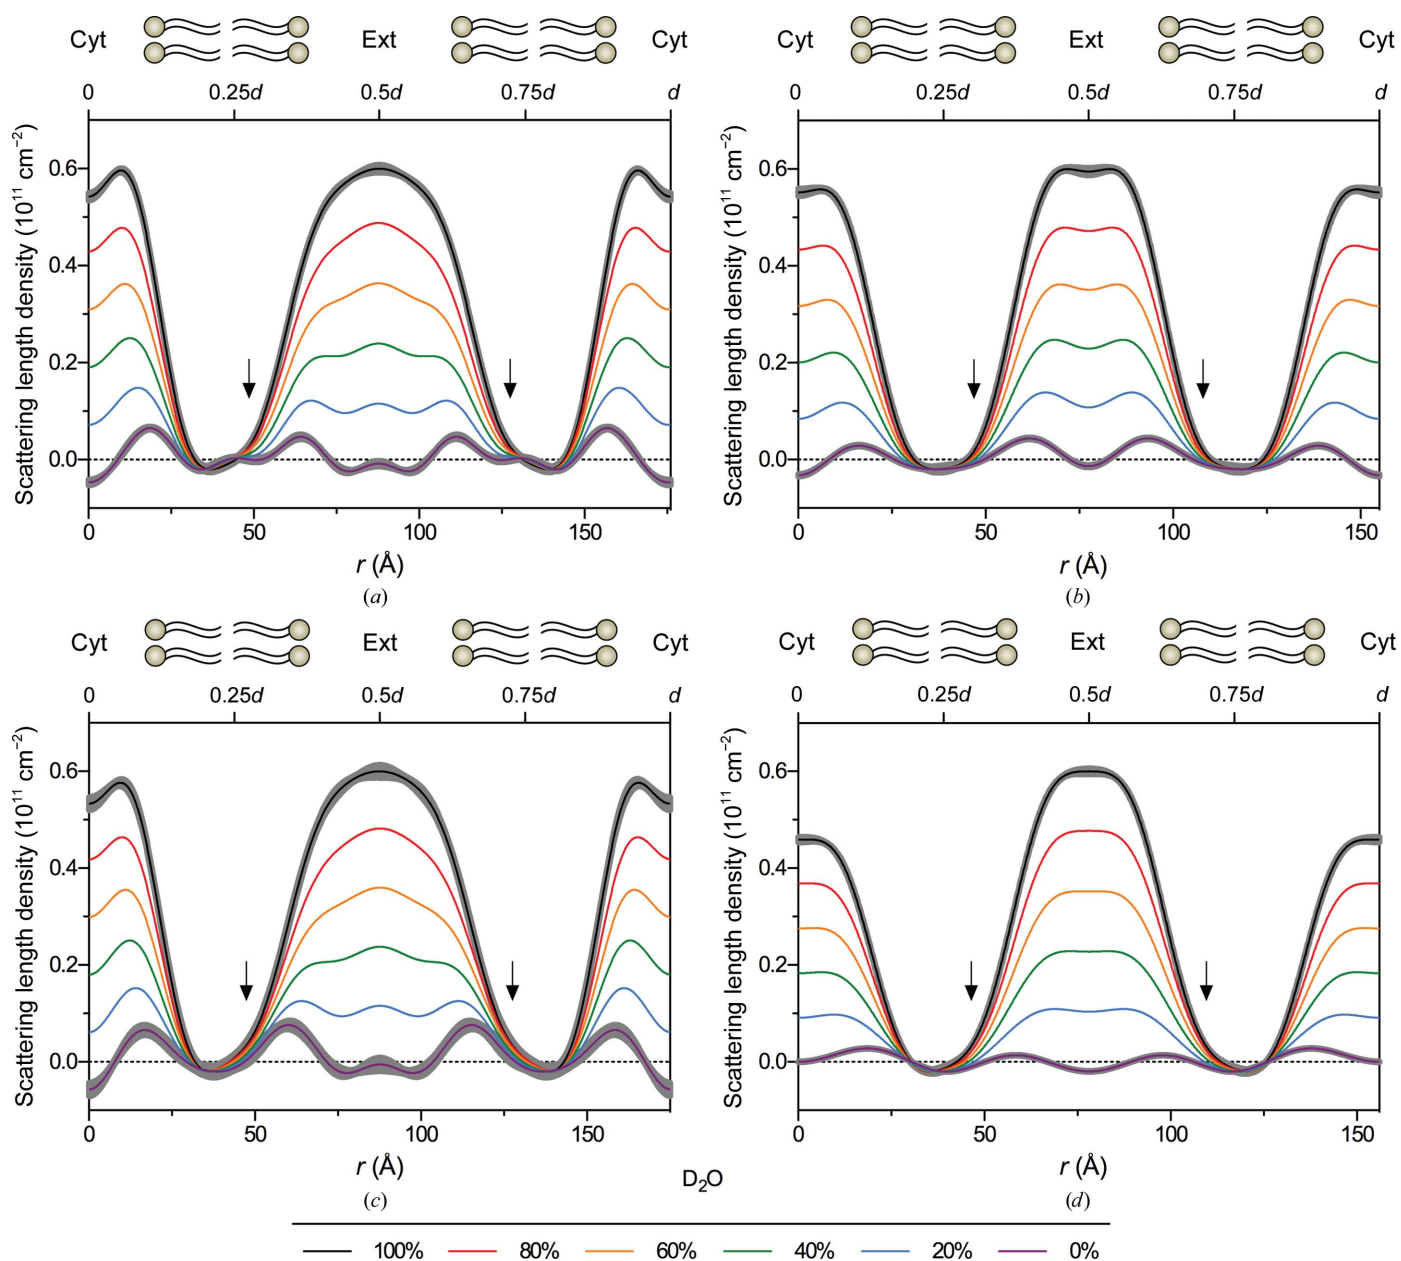 Cyt Ext Cyt
0 0.25d 0.5d 0.75d d
Scattering length density (10¹¹ cm⁻²)
0.6
0.4
0.2
0.0
0 50 100 150
r (Å)
(a)
Cyt Ext Cyt
0 0.25d 0.5d 0.75d d
Scattering length density (10¹¹ cm⁻²)
0.6
0.4
0.2
0.0
0 50 100 150
r (Å)
(b)
Cyt Ext Cyt
0 0.25d 0.5d 0.75d d
Scattering length density (10¹¹ cm⁻²)
0.6
0.4
0.2
0.0
0 50 100 150
r (Å)
(c)
Cyt Ext Cyt
0 0.25d 0.5d 0.75d d
Scattering length density (10¹¹ cm⁻²)
0.6
0.4
0.2
0.0
0 50 100 150
r (Å)
(d)
D₂O
100% 80% 60% 40% 20% 0%